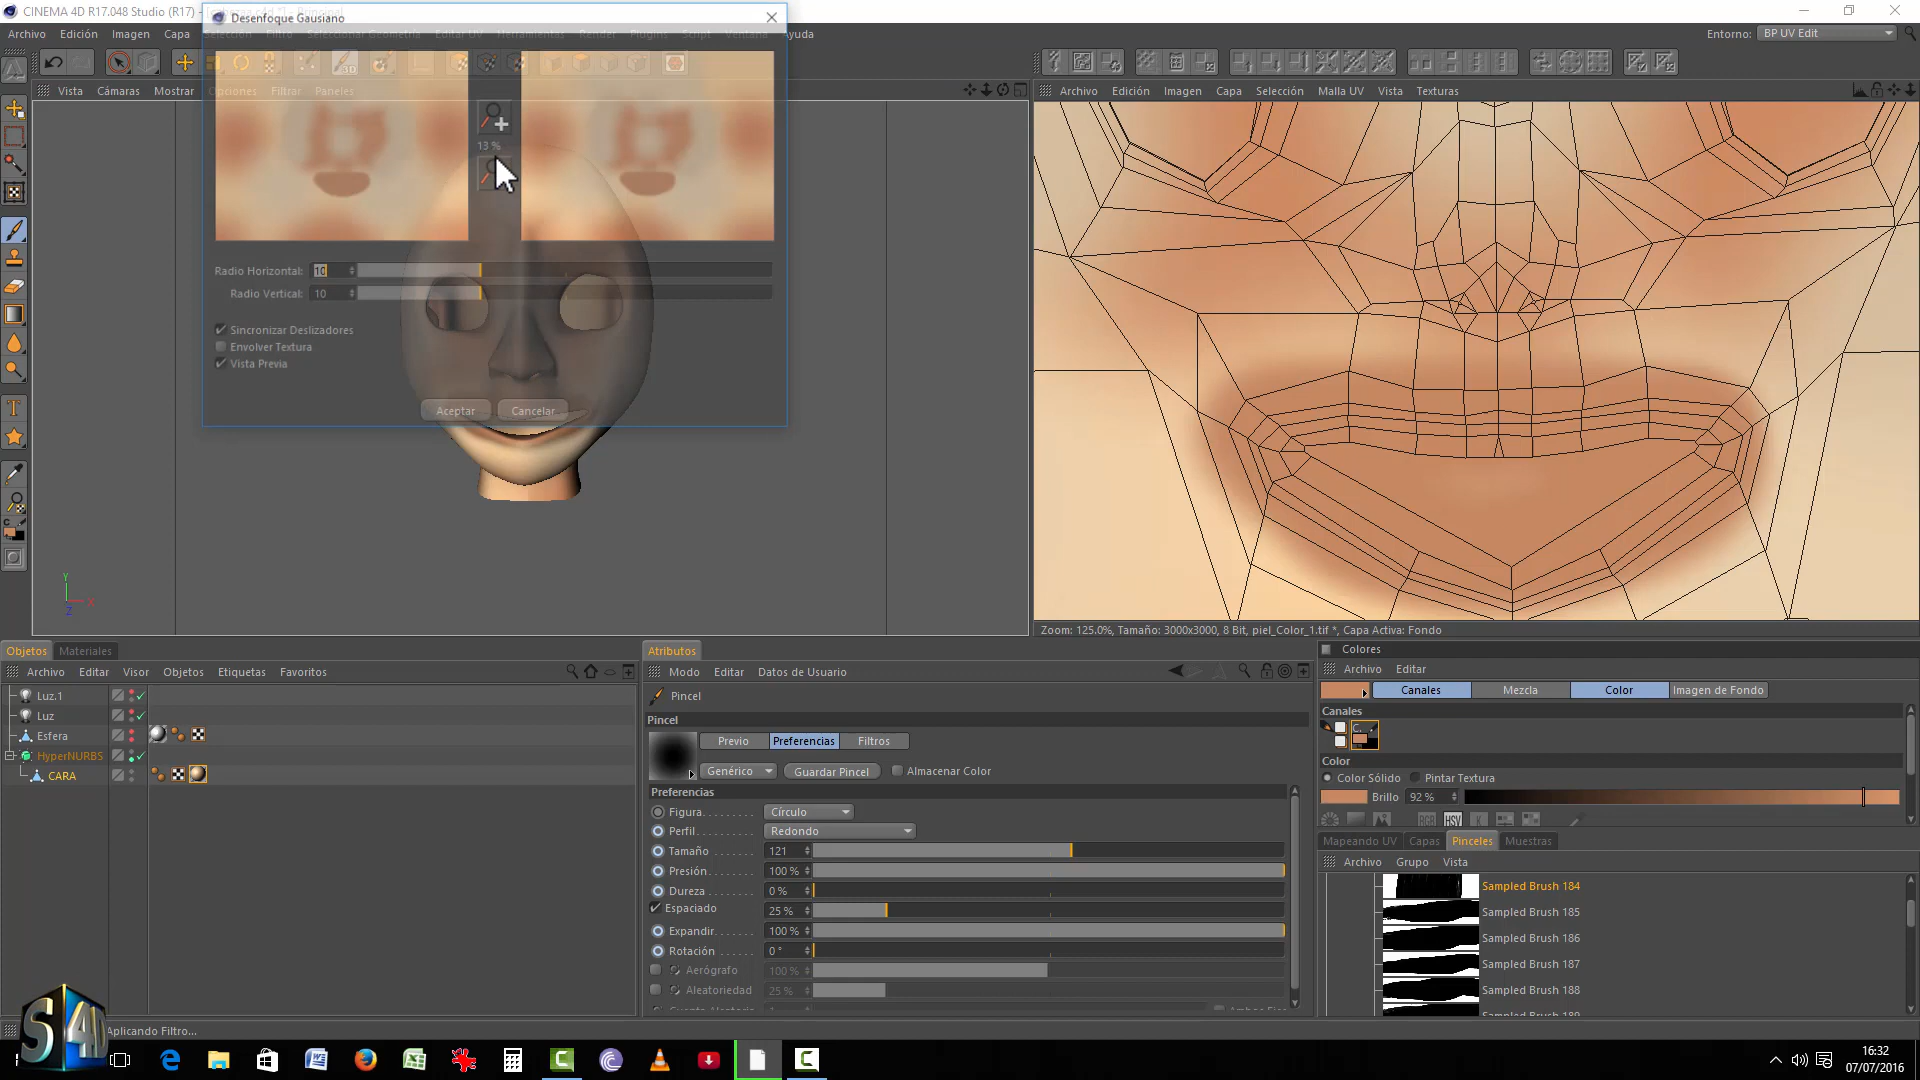 CINEMA 4D R17.048 Studio (R17)
Desenfoque Gausiano
Archivo Edición Imagen Capa Ayuda
Entorno: BP UV Edit
Vista Cámaras Mostrar Opciones Filtrar Paneles
Archivo Edición Imagen Capa Selección Malla UV Vista Texturas
13 %
Radio Horizontal: 10
Radio Vertical: 10
Sincronizar Deslizadores
Envolver Textura
Vista Previa
Aceptar Cancelar
Y
X
Z
Zoom: 125.0%, Tamaño: 3000x3000, 8 Bit, piel_Color_1.tif *, Capa Activa: Fondo
Objetos Materiales
Archivo Editar Visor Objetos Etiquetas Favoritos
Luz.1
Luz
Esfera
HyperNURBS
CARA
Atributos
Modo Editar Datos de Usuario
Pincel
Pincel
Previo Preferencias Filtros
Genérico Guardar Pincel Almacenar Color
Preferencias
Figura Círculo
Perfil Redondo
Tamaño 121
Presión 100 %
Dureza 0 %
Espaciado 25 %
Expandir 100 %
Rotación 0 °
Aerógrafo 100 %
Aleatoriedad 25 %
Colores
Archivo Editar
Canales Mezcla Color Imagen de Fondo
Canales
Color
Color Sólido Pintar Textura
Brillo 92 %
RGB HSV K
Mapeando UV Capas Pinceles Muestras
Archivo Grupo Vista
Sampled Brush 184
Sampled Brush 185
Sampled Brush 186
Sampled Brush 187
Sampled Brush 188
Sampled Brush 189
S4D
Aplicando Filtro...
16:32
07/07/2016